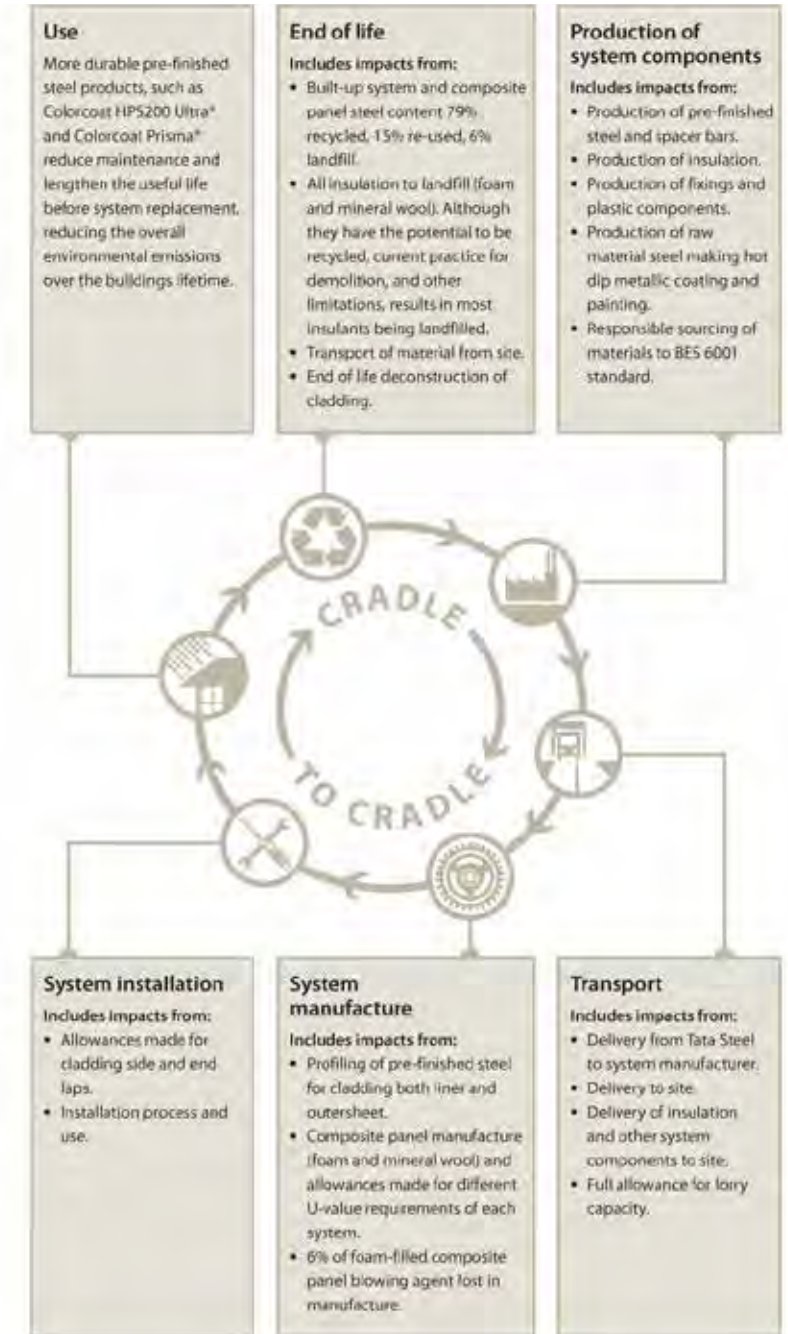 Use
More durable pre-finished
steel products, such as
Colorcoat HPS200 Ultra®
and Colorcoat Prisma®
reduce maintenance and
lengthen the useful life
before system replacement,
reducing the overall
environmental emissions
over the buildings lifetime.
End of life
Includes impacts from:
• Built-up system and composite
panel steel content 79%
recycled, 15% re-used, 6%
landfill.
• All insulation to landfill (foam
and mineral wool). Although
they have the potential to be
recycled, current practice for
demolition, and other
limitations, results in most
insulants being landfilled.
• Transport of material from site.
• End of life deconstruction of
cladding.
Production of
system components
Includes impacts from:
• Production of pre-finished
steel and spacer bars.
• Production of insulation.
• Production of fixings and
plastic components.
• Production of raw
material steel making hot
dip metallic coating and
painting.
• Responsible sourcing of
materials to BES 6001
standard.
CRADLE
TO CRADLE
System installation
Includes impacts from:
• Allowances made for
cladding side and end
laps.
• Installation process and
use.
System
manufacture
Includes impacts from:
• Profiling of pre-finished steel
for cladding both liner and
outersheet.
• Composite panel manufacture
(foam and mineral wool) and
allowances made for different
U-value requirements of each
system.
• 6% of foam-filled composite
panel blowing agent lost in
manufacture.
Transport
Includes impacts from:
• Delivery from Tata Steel
to system manufacturer.
• Delivery to site.
• Delivery of insulation
and other system
components to site.
• Full allowance for lorry
capacity.